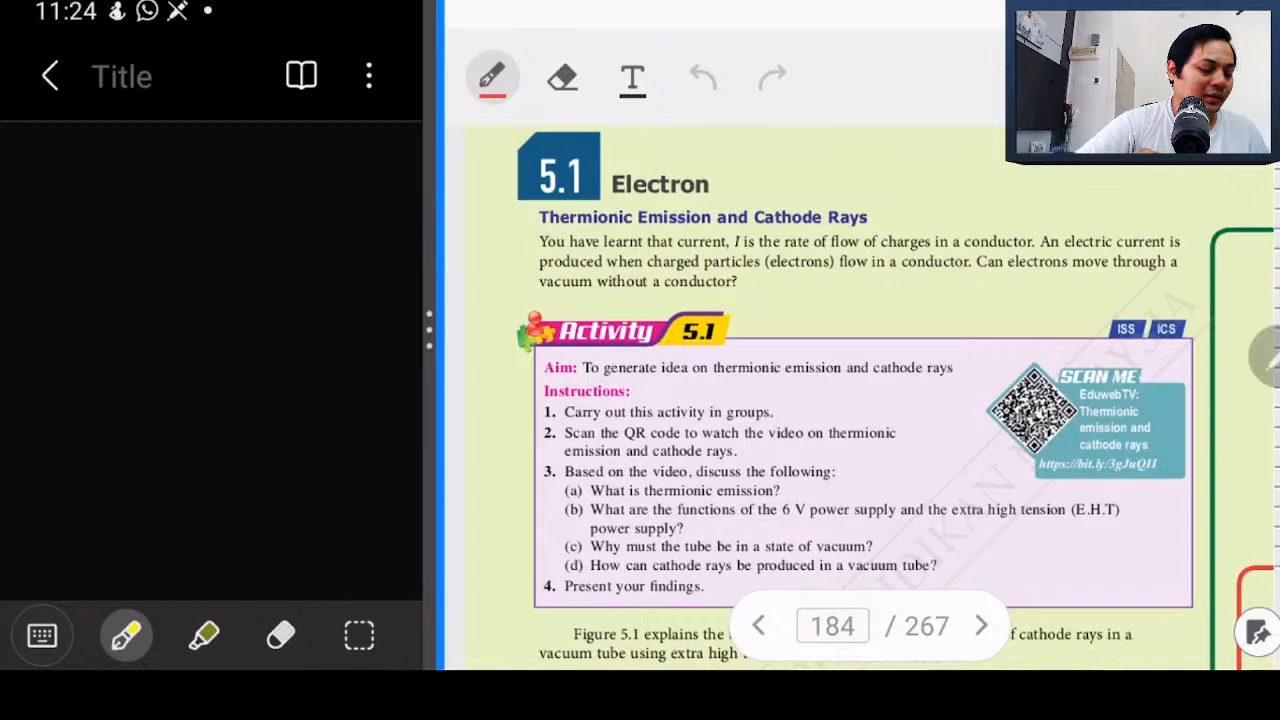 11:24
Title
T
5.1 Electron
Thermionic Emission and Cathode Rays
You have learnt that current, I is the rate of flow of charges in a conductor. An electric current is
produced when charged particles (electrons) flow in a conductor. Can electrons move through a
vacuum without a conductor?
Activity 5.1
ISS ICS
Aim: To generate idea on thermionic emission and cathode rays
Instructions:
1. Carry out this activity in groups.
2. Scan the QR code to watch the video on thermionic
emission and cathode rays.
3. Based on the video, discuss the following:
(a) What is thermionic emission?
(b) What are the functions of the 6 V power supply and the extra high tension (E.H.T)
power supply?
(c) Why must the tube be in a state of vacuum?
(d) How can cathode rays be produced in a vacuum tube?
4. Present your findings.
SCAN ME
EduwebTV:
Thermionic
emission and
cathode rays
https://bit.ly/3gJuQII
184 / 267
Figure 5.1 explains the
f cathode rays in a
vacuum tube using extra high